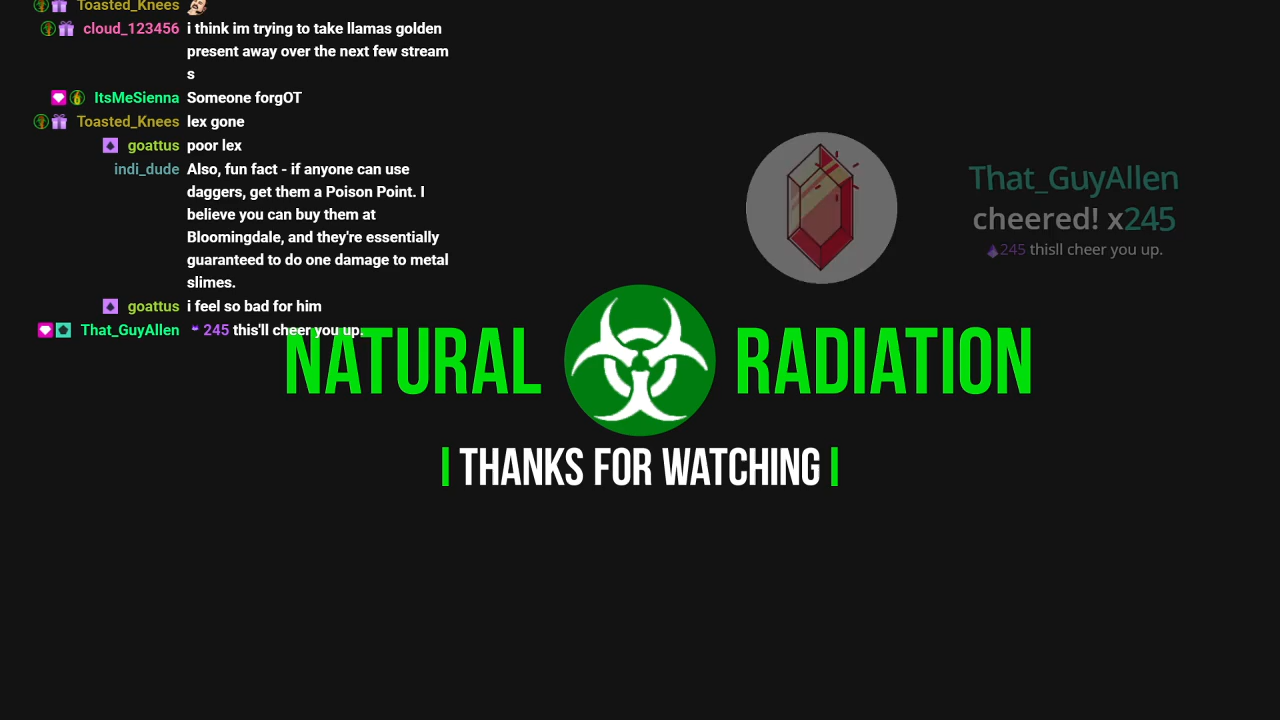 Toasted_Knees
cloud_123456 i think im trying to take llamas golden
present away over the next few stream
s
ItsMeSienna Someone forgOT
Toasted_Knees lex gone
goattus poor lex
indi_dude Also, fun fact - if anyone can use
daggers, get them a Poison Point. I
believe you can buy them at
Bloomingdale, and they're essentially
guaranteed to do one damage to metal
slimes.
goattus i feel so bad for him
That_GuyAllen 245 this'll cheer you up.
That_GuyAllen
cheered! x245
245 thisll cheer you up.
NATURAL RADIATION
| THANKS FOR WATCHING |